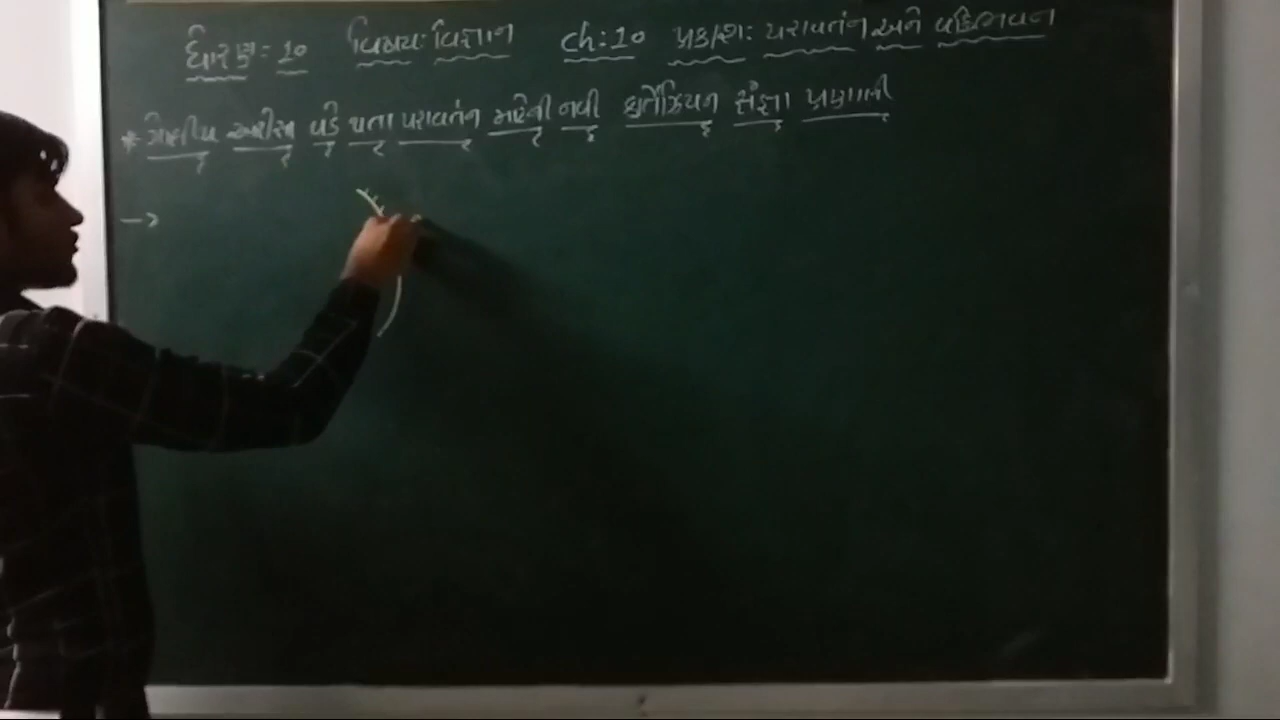 ધોરણ: 10 વિષય: વિજ્ઞાન ch: 10 પ્રકાશ: પરાવર્તન અને વક્રીભવન
* ગોલીય અરીસા વડે થતા પરાવર્તન માટેની નવી કાર્તેઝિયન સંજ્ઞા પ્રણાલી
→